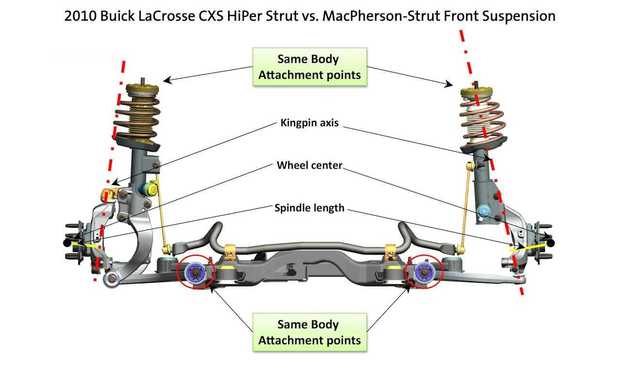 2010 Buick LaCrosse CXS HiPer Strut vs. MacPherson-Strut Front Suspension
Same Body
Attachment points
Kingpin axis
Wheel center
Spindle length
Same Body
Attachment points